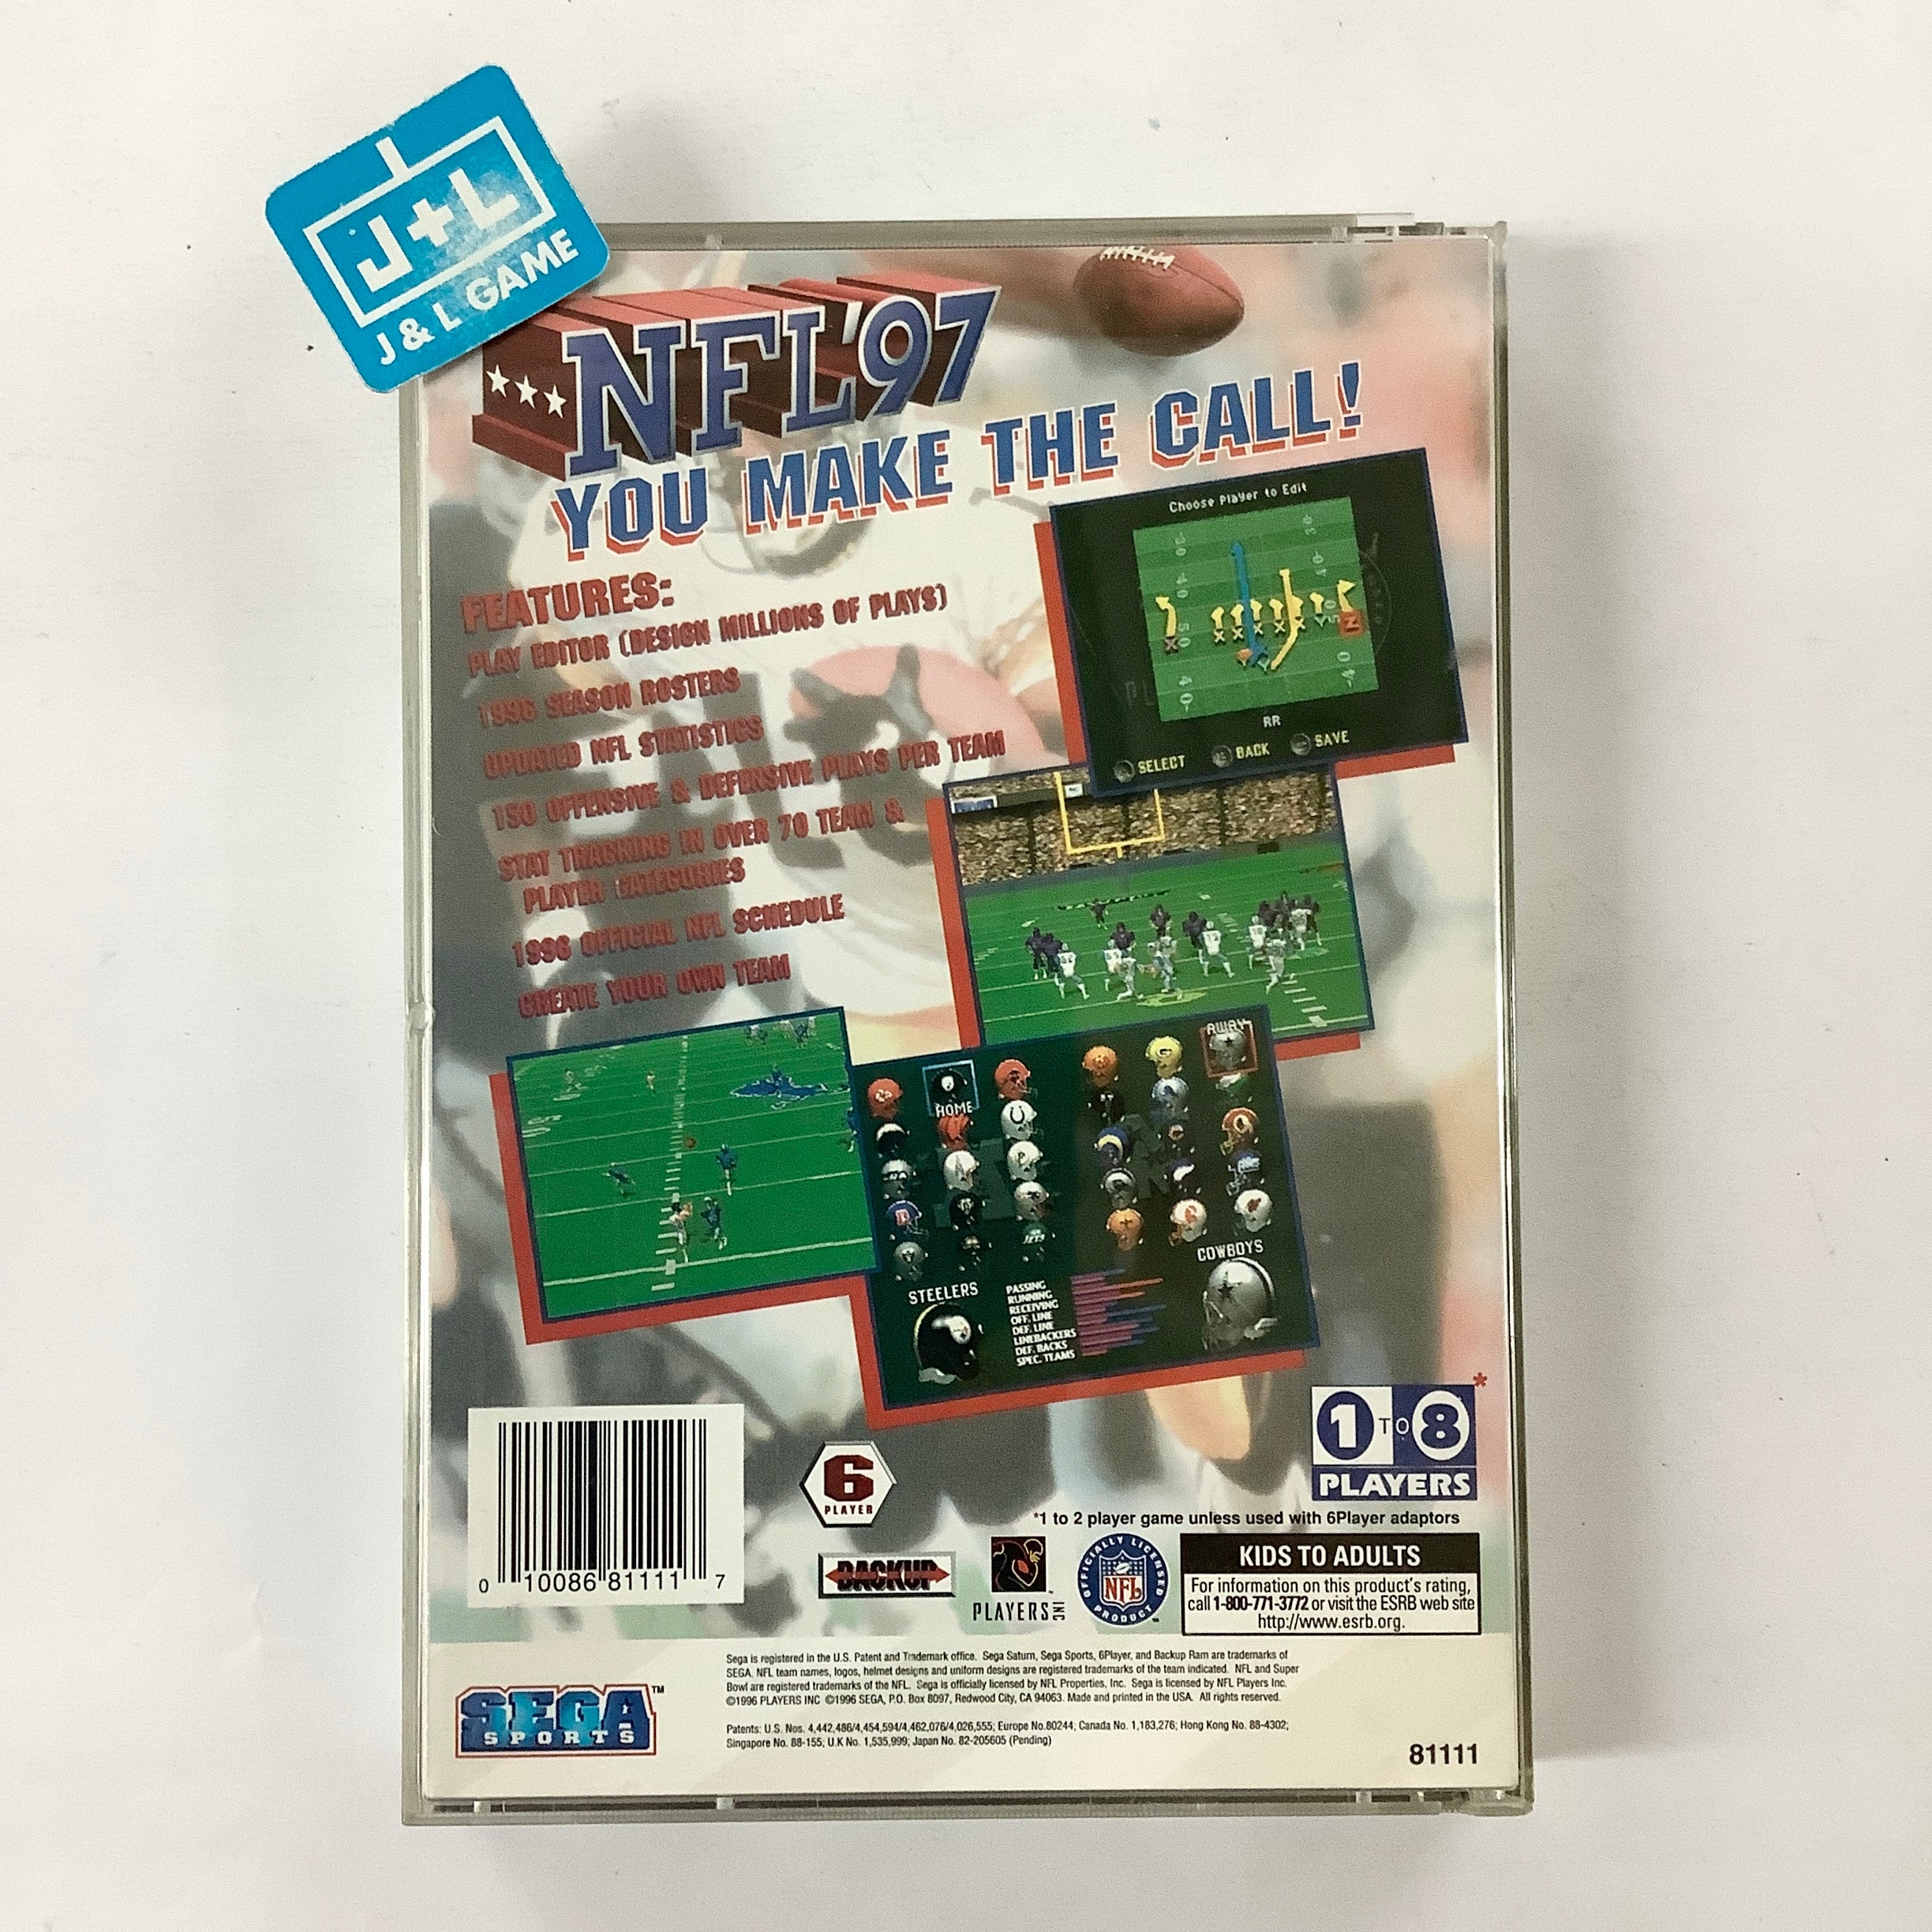 J+L
J & L GAME
NFL'97
YOU MAKE THE CALL!
FEATURES:
PLAY EDITOR (DESIGN MILLIONS OF PLAYS)
1996 SEASON ROSTERS
UPDATED NFL STATISTICS
150 OFFENSIVE & DEFENSIVE PLAYS PER TEAM
STAT TRACKING IN OVER 70 TEAM &
PLAYER CATEGORIES
1996 OFFICIAL NFL SCHEDULE
CREATE YOUR OWN TEAM
Choose Player to Edit
RR
SELECT BACK SAVE
AWAY
HOME
JETS
COWBOYS
STEELERS
PASSING
RUNNING
RECEIVING
OFF. LINE
DEF. LINE
LINEBACKERS
DEF. BACKS
SPEC. TEAMS
1 TO 8 *
PLAYERS
6
PLAYER
*1 to 2 player game unless used with 6Player adaptors
0 10086 81111 7
BACKUP
PLAYERS INC
OFFICIALLY LICENSED
NFL
PRODUCT
KIDS TO ADULTS
For information on this product's rating,
call 1-800-771-3772 or visit the ESRB web site
http://www.esrb.org.
SEGA™
SPORTS
Sega is registered in the U.S. Patent and Trademark office. Sega Saturn, Sega Sports, 6Player, and Backup Ram are trademarks of
SEGA. NFL team names, logos, helmet designs and uniform designs are registered trademarks of the team indicated. NFL and Super
Bowl are registered trademarks of the NFL. Sega is officially licensed by NFL Properties, Inc. Sega is licensed by NFL Players Inc.
©1996 PLAYERS INC ©1996 SEGA, P.O. Box 8097, Redwood City, CA 94063. Made and printed in the USA. All rights reserved.
Patents: U.S. Nos. 4,442,486/4,454,594/4,462,076/4,026,555; Europe No.80244; Canada No. 1,183,276; Hong Kong No. 88-4302;
Singapore No. 88-155; U.K No. 1,535,999; Japan No. 82-205605 (Pending)
81111